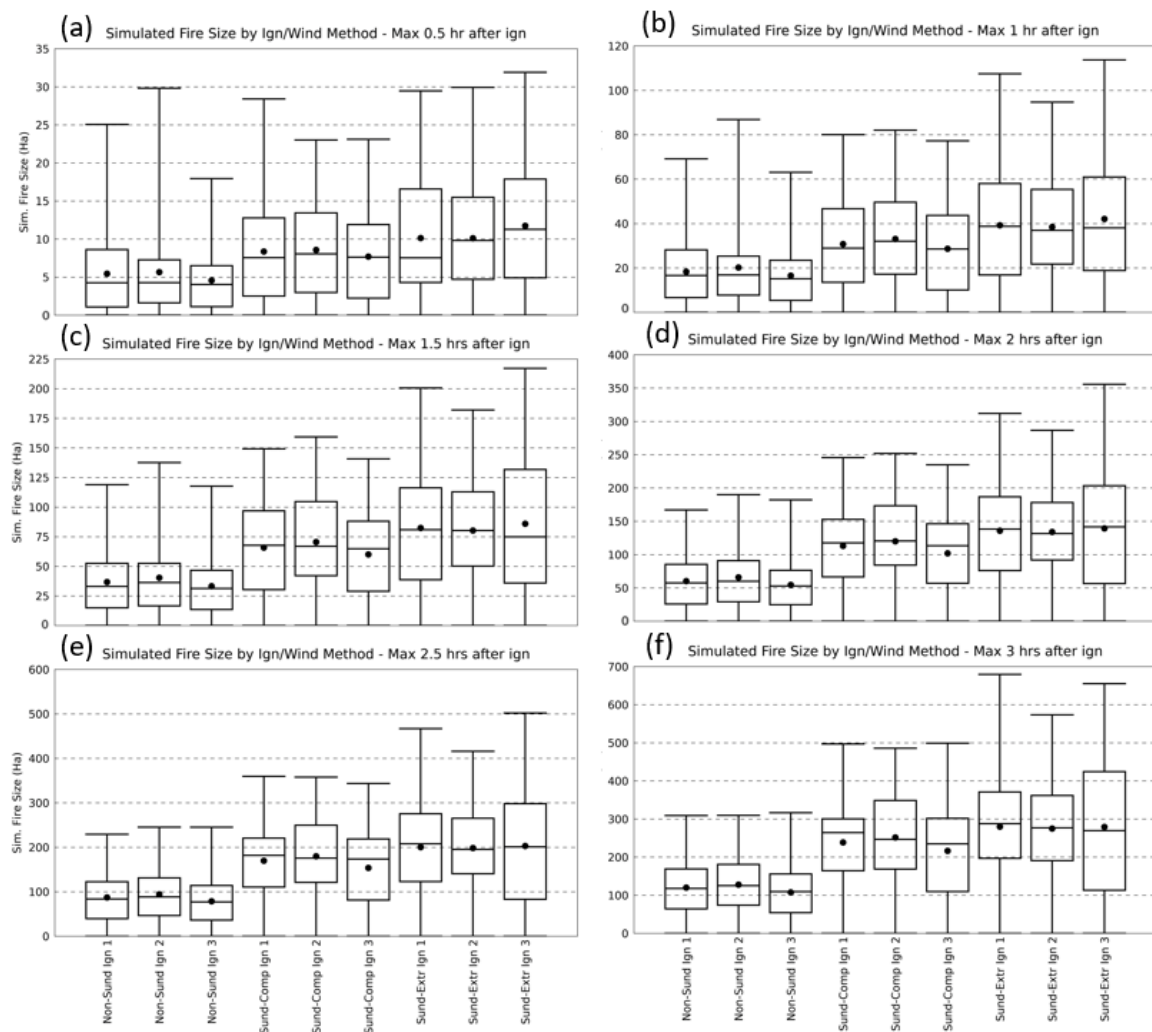 (a)
Simulated Fire Size by Ign/Wind Method - Max 0.5 hr after ign
35
30
25
20
15
10
5
0
Sim. Fire Size (Ha)
(b)
Simulated Fire Size by Ign/Wind Method - Max 1 hr after ign
120
100
80
60
40
20
0
(c)
Simulated Fire Size by Ign/Wind Method - Max 1.5 hrs after ign
225
200
175
150
125
100
75
50
25
0
Sim. Fire Size (Ha)
(d)
Simulated Fire Size by Ign/Wind Method - Max 2 hrs after ign
400
350
300
250
200
150
100
50
0
(e)
Simulated Fire Size by Ign/Wind Method - Max 2.5 hrs after ign
600
500
400
300
200
100
0
Sim. Fire Size (Ha)
Non-Sund Ign 1
Non-Sund Ign 2
Non-Sund Ign 3
Sund-Comp Ign 1
Sund-Comp Ign 2
Sund-Comp Ign 3
Sund-Extr Ign 1
Sund-Extr Ign 2
Sund-Extr Ign 3
(f)
Simulated Fire Size by Ign/Wind Method - Max 3 hrs after ign
700
600
500
400
300
200
100
0
Non-Sund Ign 1
Non-Sund Ign 2
Non-Sund Ign 3
Sund-Comp Ign 1
Sund-Comp Ign 2
Sund-Comp Ign 3
Sund-Extr Ign 1
Sund-Extr Ign 2
Sund-Extr Ign 3